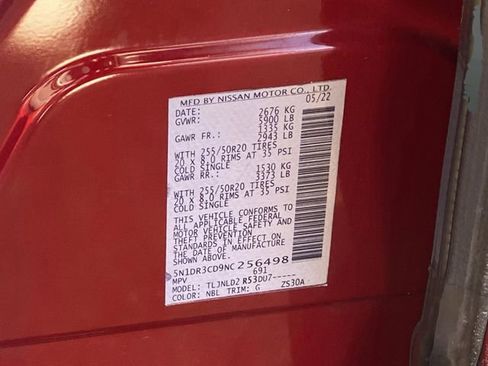 MFD BY NISSAN MOTOR CO., LTD.
DATE: 05/22
GVWR: 2676 KG
5900 LB
GAWR FR.: 1335 KG
2943 LB
WITH 255/50R20 TIRES
20 X 8.0 RIMS AT 35 PSI
COLD SINGLE
GAWR RR.: 1530 KG
3373 LB
WITH 255/50R20 TIRES
20 X 8.0 RIMS AT 35 PSI
COLD SINGLE
THIS VEHICLE CONFORMS TO
ALL APPLICABLE FEDERAL
MOTOR VEHICLE SAFETY AND
THEFT PREVENTION
STANDARDS IN EFFECT ON
THE DATE OF MANUFACTURE
SHOWN ABOVE.
5N1DR3CD9NC256498
MPV 691
MODEL: TLJNLD2 R53DU7-----
COLOR: NBL TRIM: G ZS30A